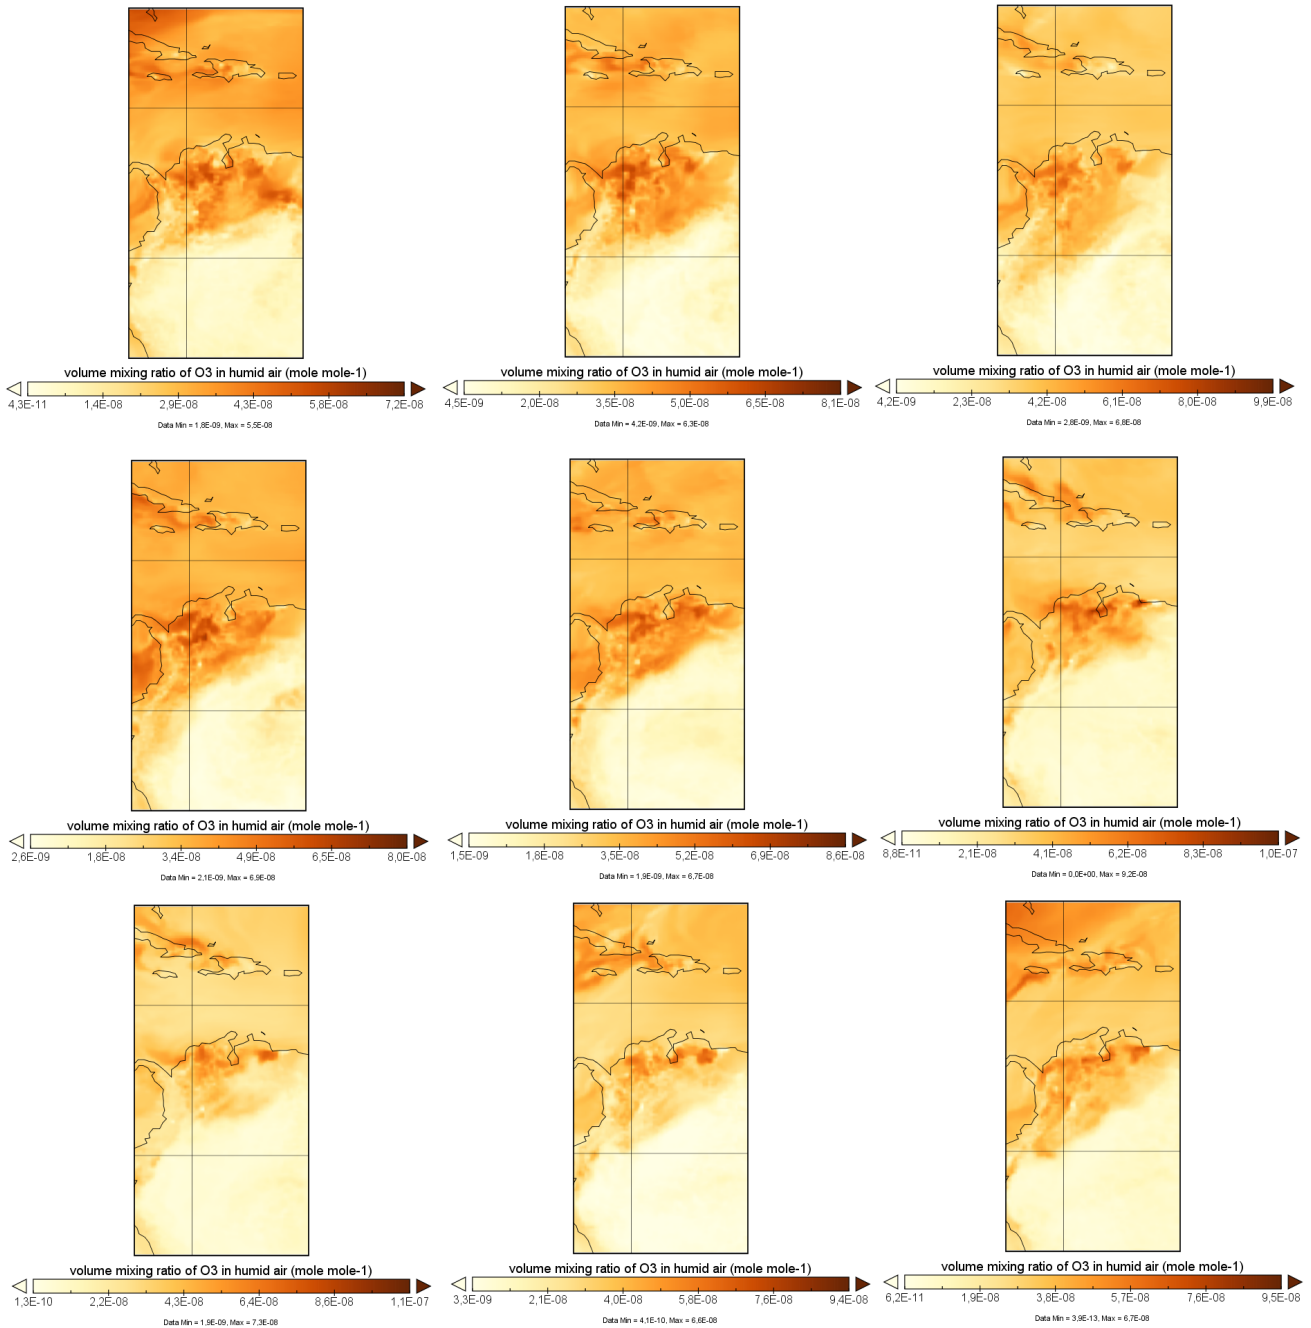 volume mixing ratio of O3 in humid air (mole mole-1)
4,3E-11 1,4E-08 2,9E-08 4,3E-08 5,8E-08 7,2E-08
Data Min = 1,8E-09, Max = 5,5E-08
volume mixing ratio of O3 in humid air (mole mole-1)
4,5E-09 2,0E-08 3,5E-08 5,0E-08 6,5E-08 8,1E-08
Data Min = 4,2E-09, Max = 6,3E-08
volume mixing ratio of O3 in humid air (mole mole-1)
4,2E-09 2,3E-08 4,2E-08 6,1E-08 8,0E-08 9,9E-08
Data Min = 2,8E-09, Max = 6,8E-08
volume mixing ratio of O3 in humid air (mole mole-1)
2,6E-09 1,8E-08 3,4E-08 4,9E-08 6,5E-08 8,0E-08
Data Min = 2,1E-09, Max = 6,9E-08
volume mixing ratio of O3 in humid air (mole mole-1)
1,5E-09 1,8E-08 3,5E-08 5,2E-08 6,9E-08 8,6E-08
Data Min = 1,9E-09, Max = 6,7E-08
volume mixing ratio of O3 in humid air (mole mole-1)
8,8E-11 2,1E-08 4,1E-08 6,2E-08 8,3E-08 1,0E-07
Data Min = 0,0E+00, Max = 9,2E-08
volume mixing ratio of O3 in humid air (mole mole-1)
1,3E-10 2,2E-08 4,3E-08 6,4E-08 8,6E-08 1,1E-07
Data Min = 1,9E-09, Max = 7,3E-08
volume mixing ratio of O3 in humid air (mole mole-1)
3,3E-09 2,1E-08 4,0E-08 5,8E-08 7,6E-08 9,4E-08
Data Min = 4,1E-10, Max = 6,6E-08
volume mixing ratio of O3 in humid air (mole mole-1)
6,2E-11 1,9E-08 3,8E-08 5,7E-08 7,6E-08 9,5E-08
Data Min = 3,9E-13, Max = 6,7E-08